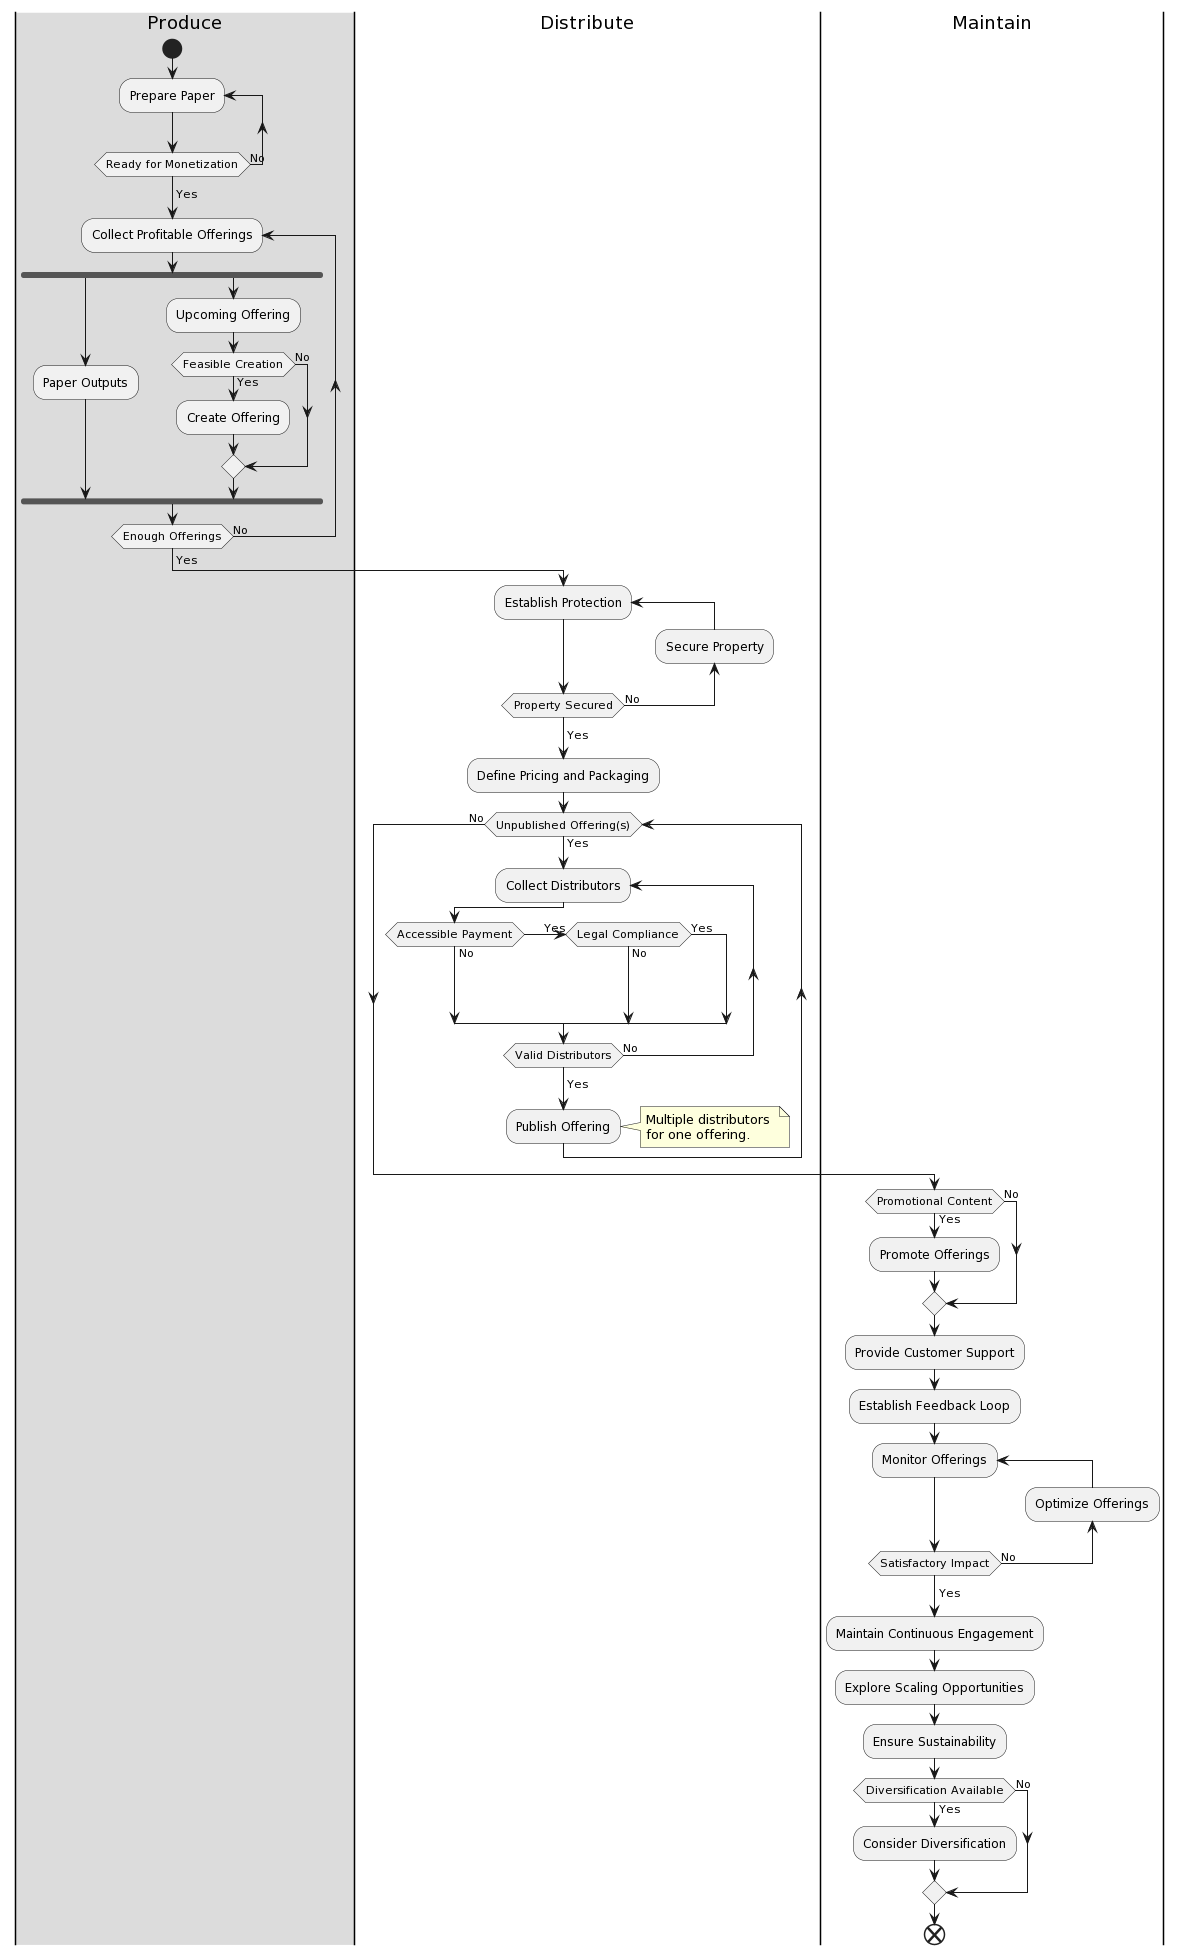 Produce
Distribute
Maintain
Prepare Paper
Ready for Monetization
No
Yes
Collect Profitable Offerings
Upcoming Offering
Feasible Creation
No
Yes
Paper Outputs
Create Offering
Enough Offerings
No
Yes
Establish Protection
Secure Property
Property Secured
No
Yes
Define Pricing and Packaging
No
Unpublished Offering(s)
Yes
Collect Distributors
Accessible Payment
Yes
Legal Compliance
Yes
No
No
Valid Distributors
No
Yes
Publish Offering
Multiple distributors
for one offering.
Promotional Content
No
Yes
Promote Offerings
Provide Customer Support
Establish Feedback Loop
Monitor Offerings
Optimize Offerings
Satisfactory Impact
No
Yes
Maintain Continuous Engagement
Explore Scaling Opportunities
Ensure Sustainability
Diversification Available
No
Yes
Consider Diversification